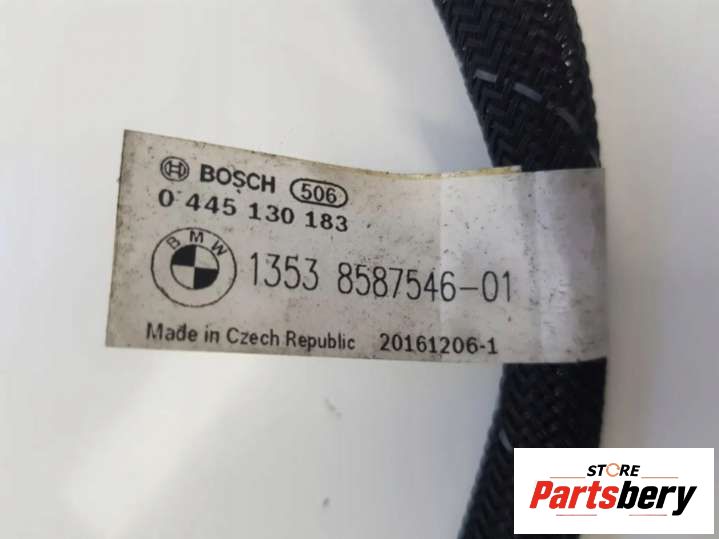 BOSCH 506
0 445 130 183
BMW
1353 8587546-01
Made in Czech Republic 20161206-1
STORE
Partsbery